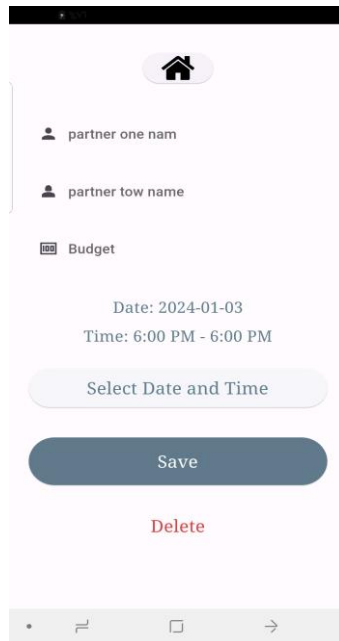 partner one nam
partner tow name
Budget
Date: 2024-01-03
Time: 6:00 PM - 6:00 PM
Select Date and Time
Save
Delete